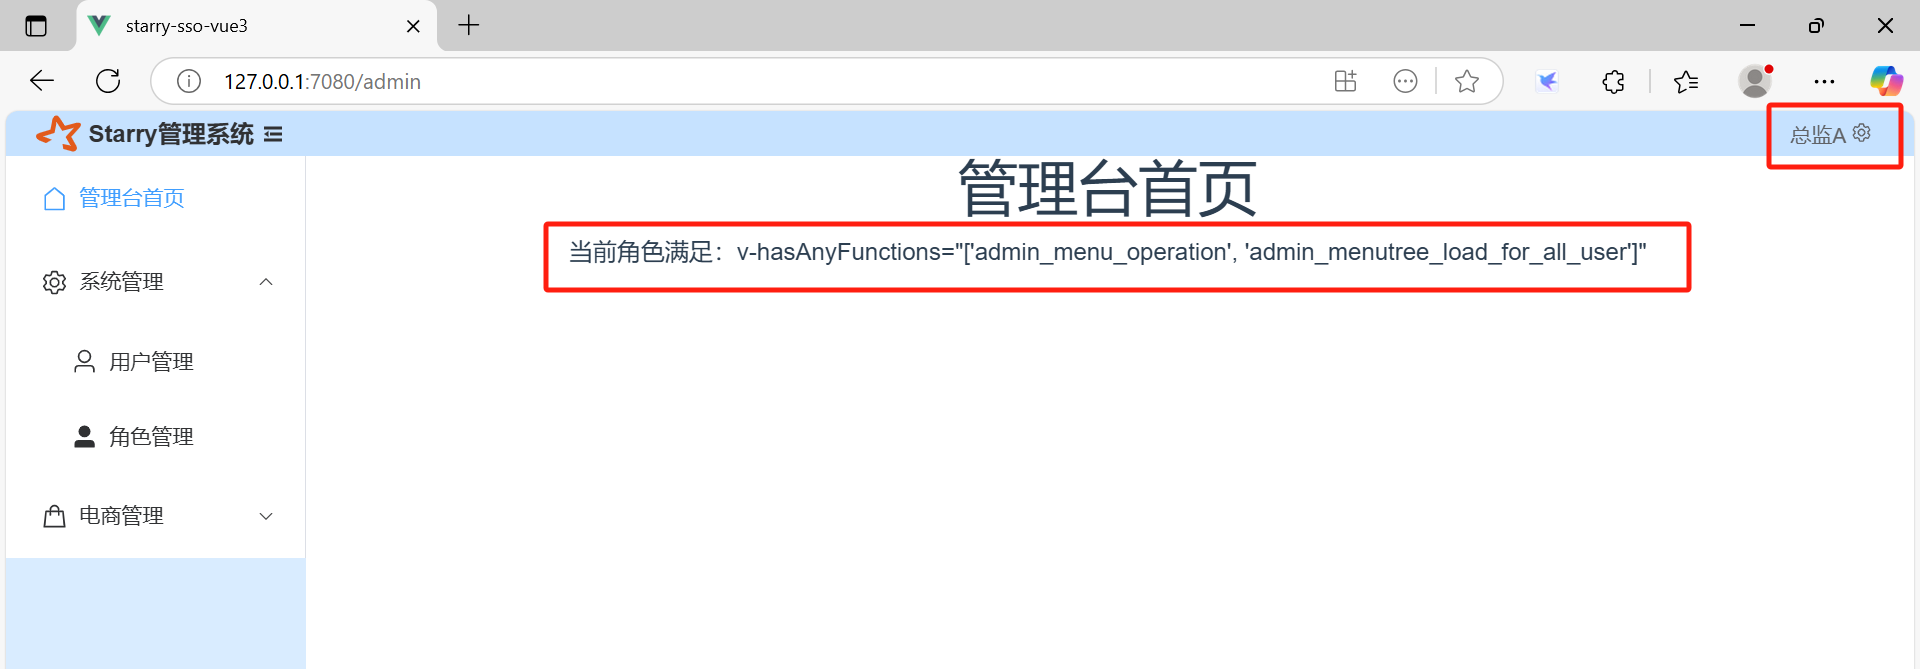 starry-sso-vue3
127.0.0.1:7080/admin
Starry管理系统
总监A
管理台首页
系统管理
用户管理
角色管理
电商管理
管理台首页
当前角色满足：v-hasAnyFunctions="['admin_menu_operation', 'admin_menutree_load_for_all_user']"